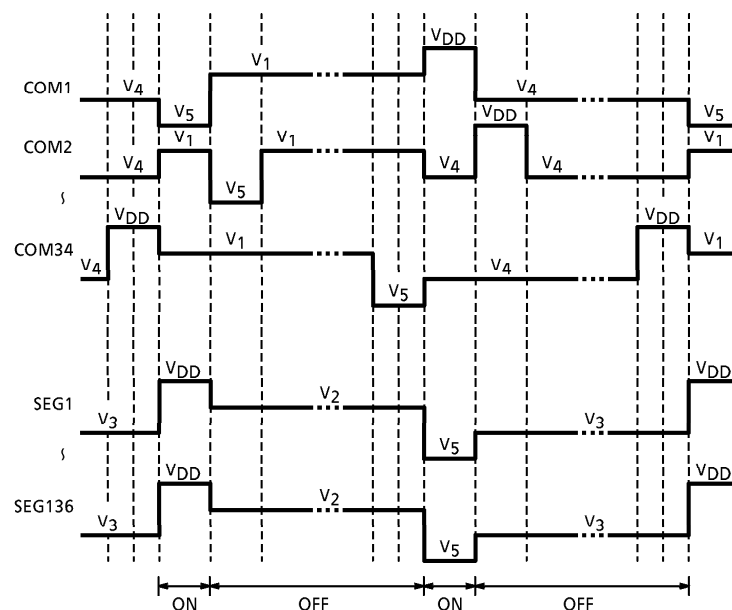 VDD
V1
COM1 V4 V4
V5 VDD V5
COM2 V1 V1 V1
V4 V4 V4
V5
VDD VDD
COM34 V4 V1 V4 V1
V5
VDD VDD
SEG1 V3 V2 V3
V5
VDD VDD
SEG136 V3 V2 V3
V5
ON OFF ON OFF